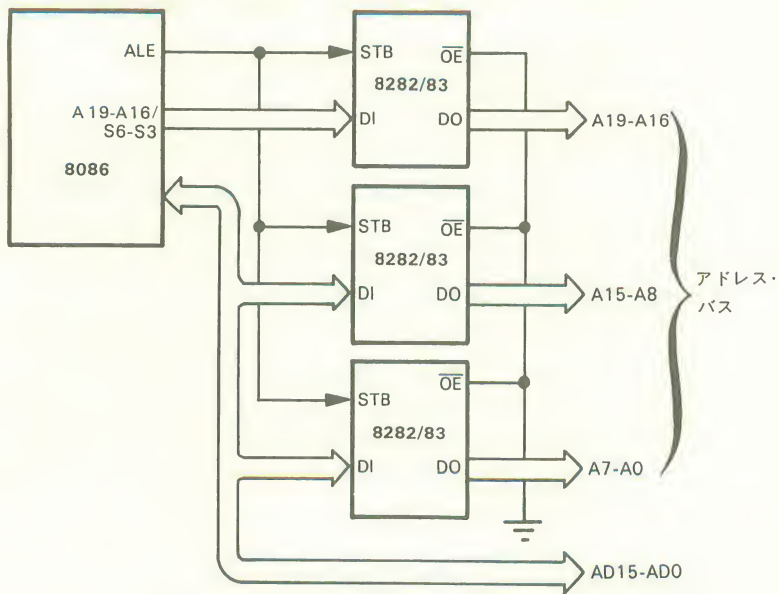 ALE
A19-A16/
S6-S3
8086
STB
OE
8282/83
DI
DO
A19-A16
STB
OE
8282/83
DI
DO
A15-A8
アドレス・
バス
STB
OE
8282/83
DI
DO
A7-A0
AD15-AD0